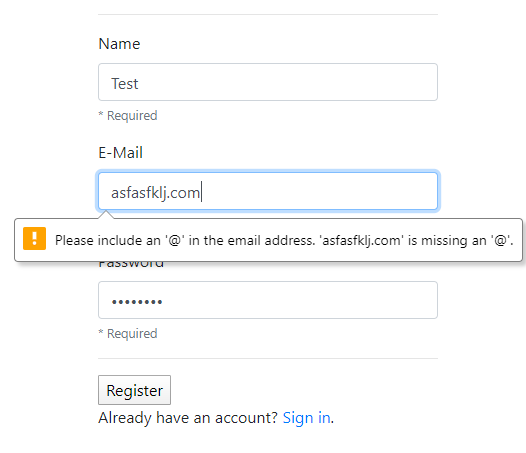 Name
Test
* Required
E-Mail
asfasfklj.com
Please include an '@' in the email address. 'asfasfklj.com' is missing an '@'.
Password
••••••••
* Required
Register
Already have an account? Sign in.